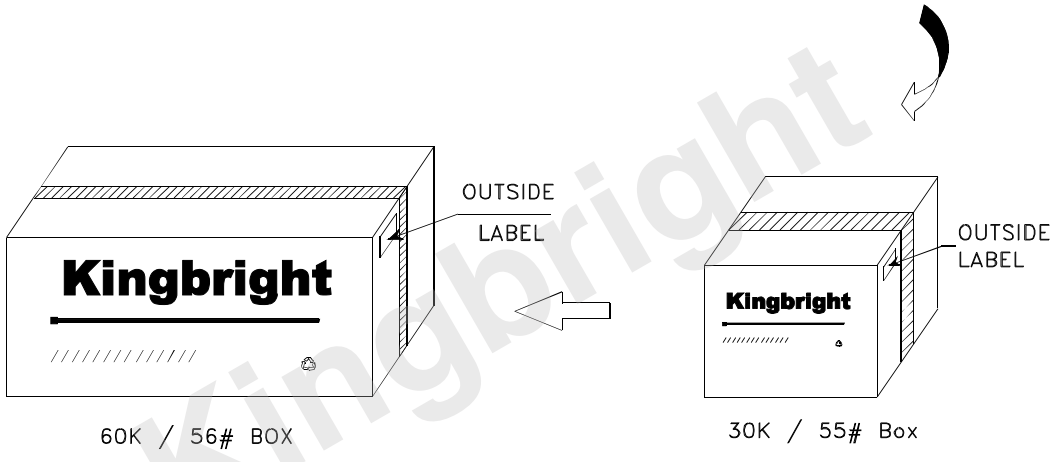 OUTSIDE
LABEL
Kingbright
60K / 56# BOX
OUTSIDE
LABEL
Kingbright
30K / 55# Box
Kingbright